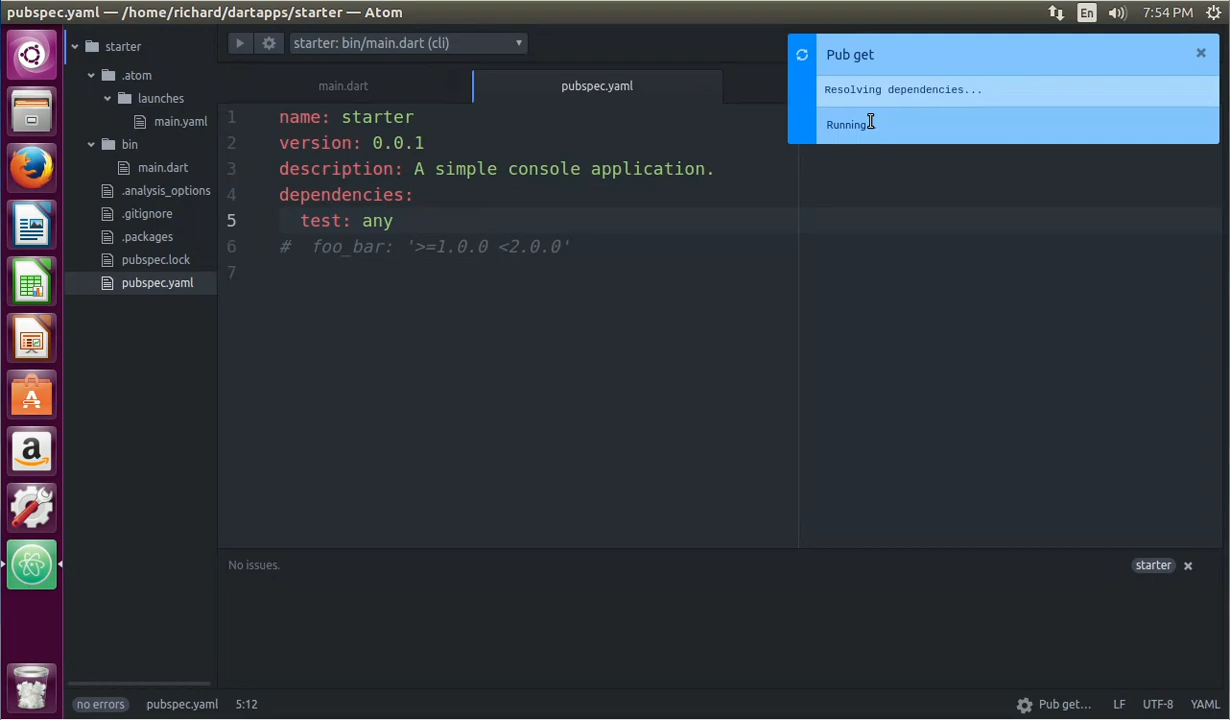 pubspec.yaml — /home/richard/dartapps/starter — Atom
En
7:54 PM
starter
.atom
launches
main.yaml
bin
main.dart
.analysis_options
.gitignore
.packages
pubspec.lock
pubspec.yaml
starter: bin/main.dart (cli)
main.dart
pubspec.yaml
1 name: starter
2 version: 0.0.1
3 description: A simple console application.
4 dependencies:
5 test: any
6 # foo_bar: '>=1.0.0 <2.0.0'
7
Pub get
Resolving dependencies...
Running
No issues.
starter
no errors
pubspec.yaml
5:12
Pub get...
LF
UTF-8
YAML